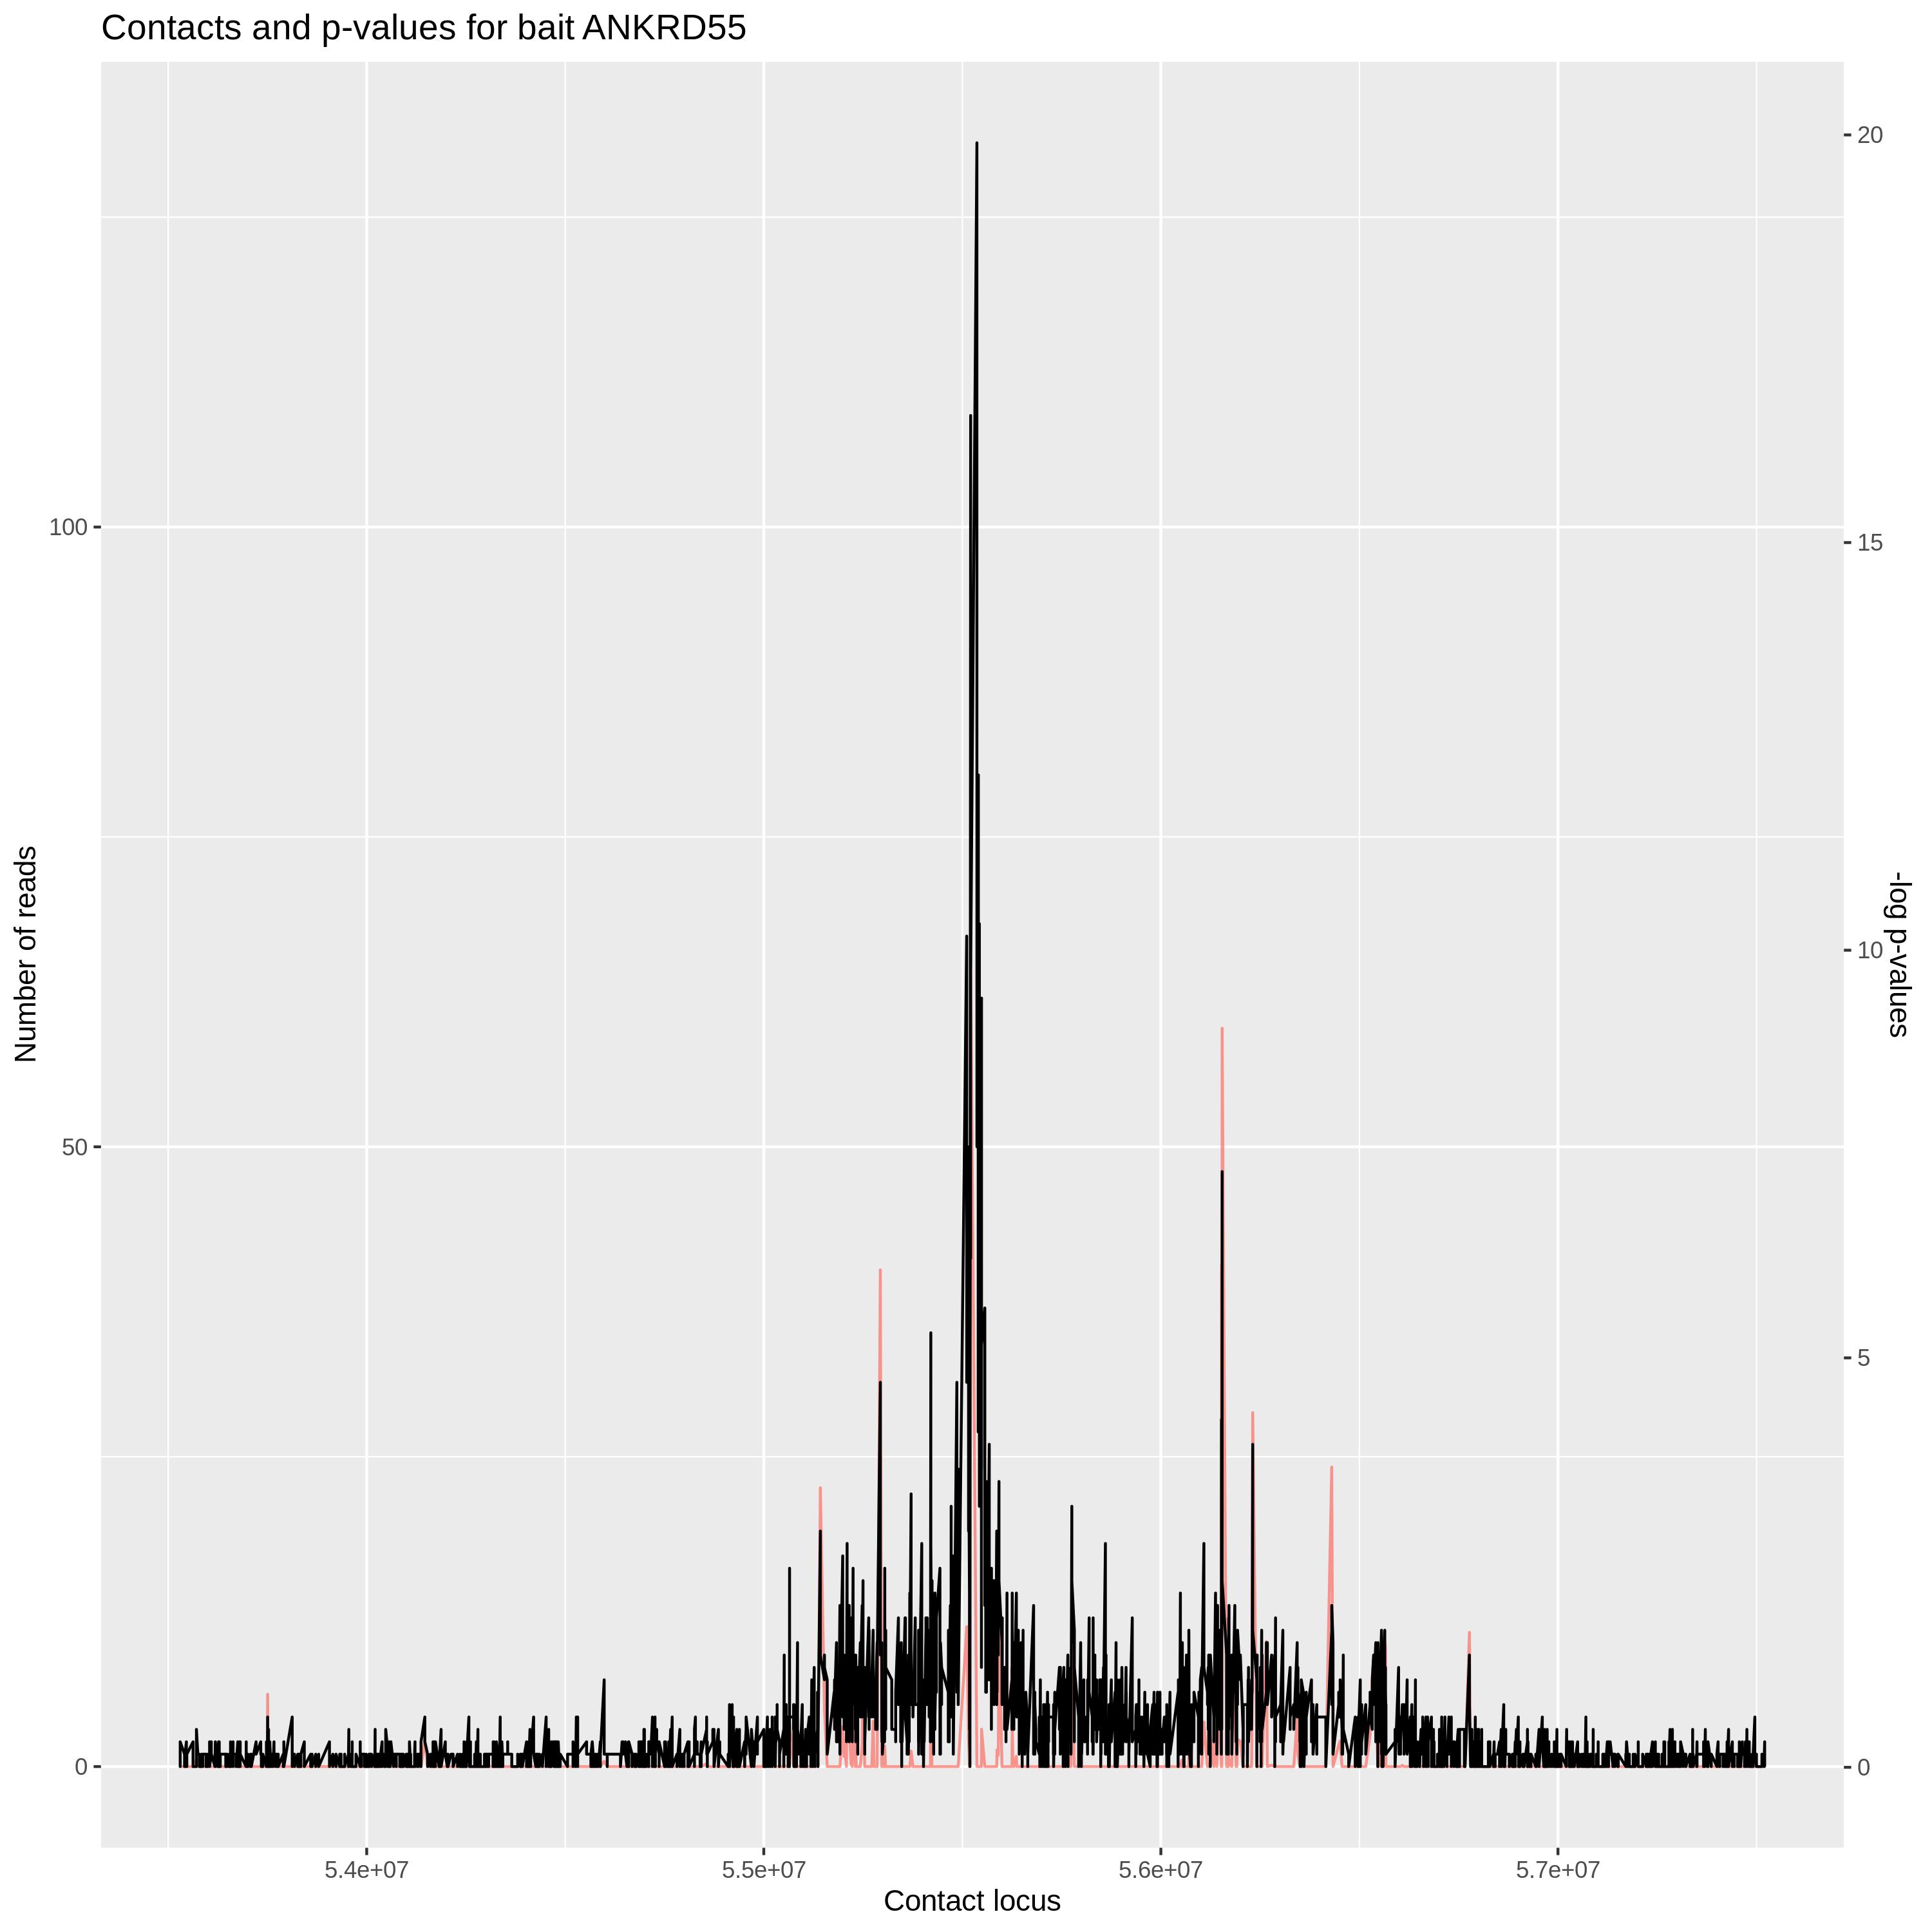 Contacts and p-values for bait ANKRD55
Number of reads
100
50
0
20
15
10
5
0
-log p-values
5.4e+07
5.5e+07
5.6e+07
5.7e+07
Contact locus